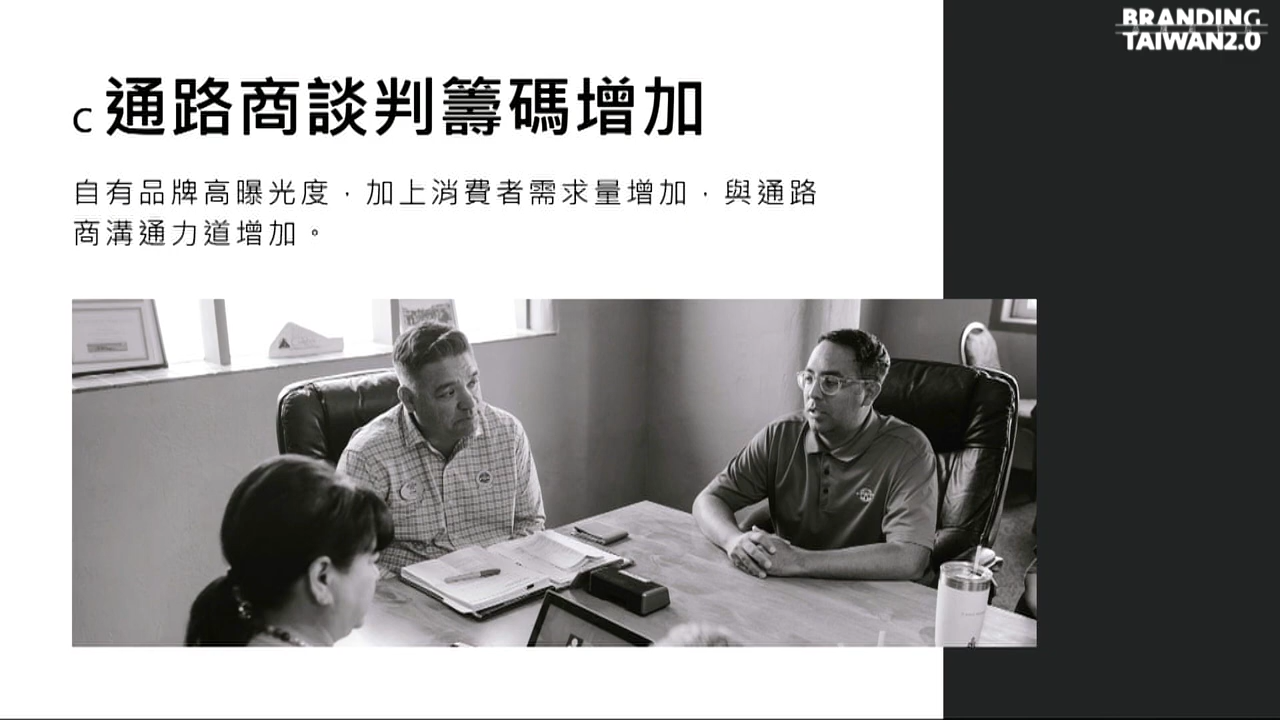 BRANDING
TAIWAN2.0
c 通路商談判籌碼增加
自有品牌高曝光度，加上消費者需求量增加，與通路
商溝通力道增加。